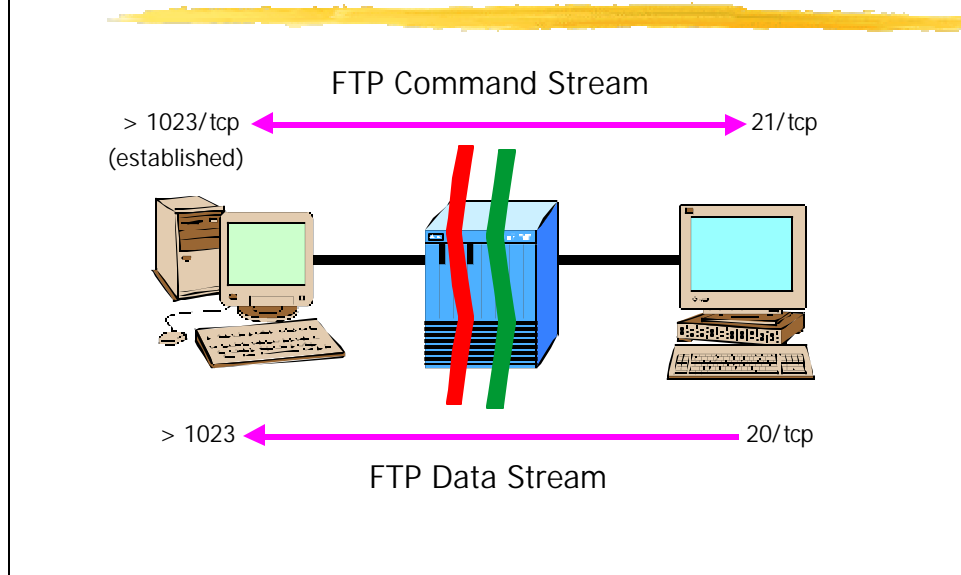 FTP Command Stream
> 1023/tcp 21/tcp
(established)
> 1023 20/tcp
FTP Data Stream